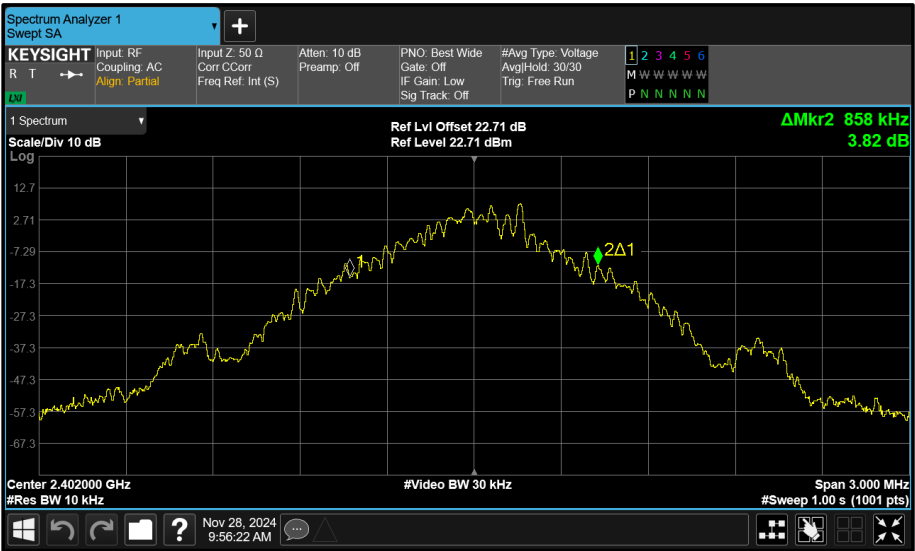 Spectrum Analyzer 1
Swept SA
+
KEYSIGHT
R T
LXI
Input: RF
Coupling: AC
Align: Partial
Input Z: 50 Ω
Corr CCorr
Freq Ref: Int (S)
Atten: 10 dB
Preamp: Off
PNO: Best Wide
Gate: Off
IF Gain: Low
Sig Track: Off
#Avg Type: Voltage
Avg|Hold: 30/30
Trig: Free Run
1 2 3 4 5 6
M W W W W W
P N N N N N
1 Spectrum
Scale/Div 10 dB
Ref Lvl Offset 22.71 dB
Ref Level 22.71 dBm
ΔMkr2 858 kHz
3.82 dB
Log
12.7
2.71
-7.29
-17.3
-27.3
-37.3
-47.3
-57.3
-67.3
1
2Δ1
Center 2.402000 GHz
#Video BW 30 kHz
Span 3.000 MHz
#Res BW 10 kHz
#Sweep 1.00 s (1001 pts)
?
Nov 28, 2024
9:56:22 AM